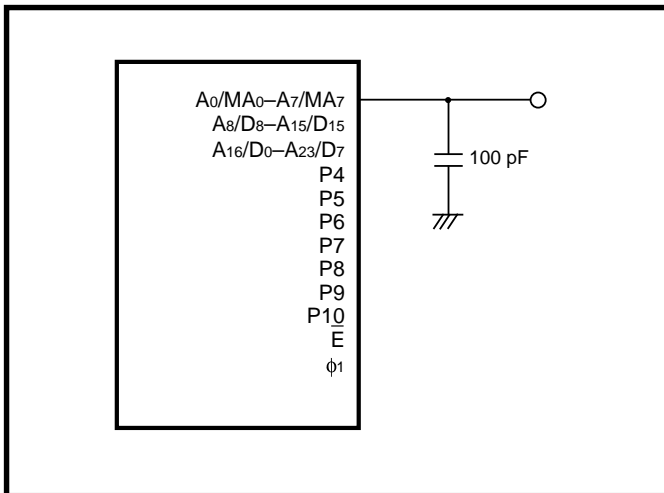 A0/MA0–A7/MA7
A8/D8–A15/D15
A16/D0–A23/D7
P4
P5
P6
P7
P8
P9
P10
E̅
ϕ1
100 pF